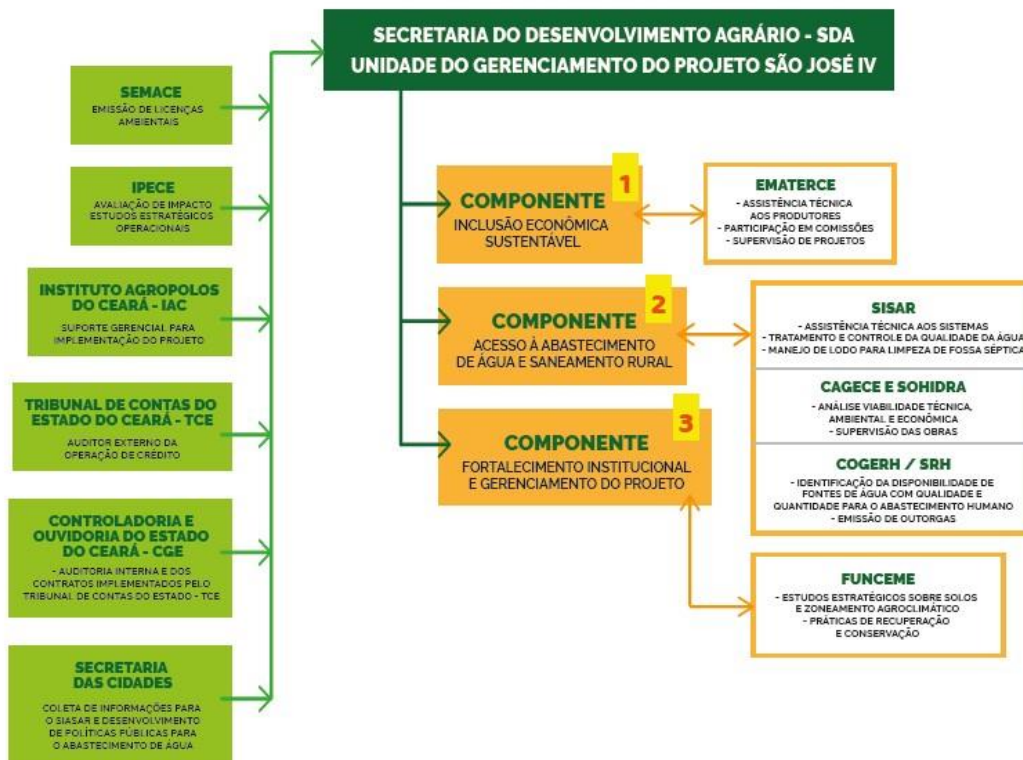 SECRETARIA DO DESENVOLVIMENTO AGRÁRIO - SDA
UNIDADE DO GERENCIAMENTO DO PROJETO SÃO JOSÉ IV
SEMACE
EMISSÃO DE LICENÇAS
AMBIENTAIS
IPECE
AVALIAÇÃO DE IMPACTO
ESTUDOS ESTRATÉGICOS
OPERACIONAIS
INSTITUTO AGROPOLOS
DO CEARÁ - IAC
SUPORTE GERENCIAL PARA
IMPLEMENTAÇÃO DO PROJETO
TRIBUNAL DE CONTAS DO
ESTADO DO CEARÁ - TCE
AUDITOR EXTERNO DA
OPERAÇÃO DE CRÉDITO
CONTROLADORIA E
OUVIDORIA DO ESTADO
DO CEARÁ - CGE
- AUDITORIA INTERNA E DOS
CONTRATOS IMPLEMENTADOS PELO
TRIBUNAL DE CONTAS DO ESTADO - TCE
SECRETARIA
DAS CIDADES
COLETA DE INFORMAÇÕES PARA
O SIASAR E DESENVOLVIMENTO
DE POLÍTICAS PÚBLICAS PARA
O ABASTECIMENTO DE ÁGUA
1
COMPONENTE
INCLUSÃO ECONÔMICA
SUSTENTÁVEL
EMATERCE
- ASSISTÊNCIA TÉCNICA
AOS PRODUTORES
- PARTICIPAÇÃO EM COMISSÕES
- SUPERVISÃO DE PROJETOS
2
COMPONENTE
ACESSO À ABASTECIMENTO
DE ÁGUA E SANEAMENTO RURAL
SISAR
- ASSISTÊNCIA TÉCNICA AOS SISTEMAS
- TRATAMENTO E CONTROLE DA QUALIDADE DA ÁGUA
- MANEJO DE LODO PARA LIMPEZA DE FOSSA SÉPTICA
CAGECE E SOHIDRA
- ANÁLISE VIABILIDADE TÉCNICA,
AMBIENTAL E ECONÔMICA
- SUPERVISÃO DAS OBRAS
COGERH / SRH
- IDENTIFICAÇÃO DA DISPONIBILIDADE DE
FONTES DE ÁGUA COM QUALIDADE E
QUANTIDADE PARA O ABASTECIMENTO HUMANO
- EMISSÃO DE OUTORGAS
3
COMPONENTE
FORTALECIMENTO INSTITUCIONAL
E GERENCIAMENTO DO PROJETO
FUNCEME
- ESTUDOS ESTRATÉGICOS SOBRE SOLOS
E ZONEAMENTO AGROCLIMÁTICO
- PRÁTICAS DE RECUPERAÇÃO
E CONSERVAÇÃO